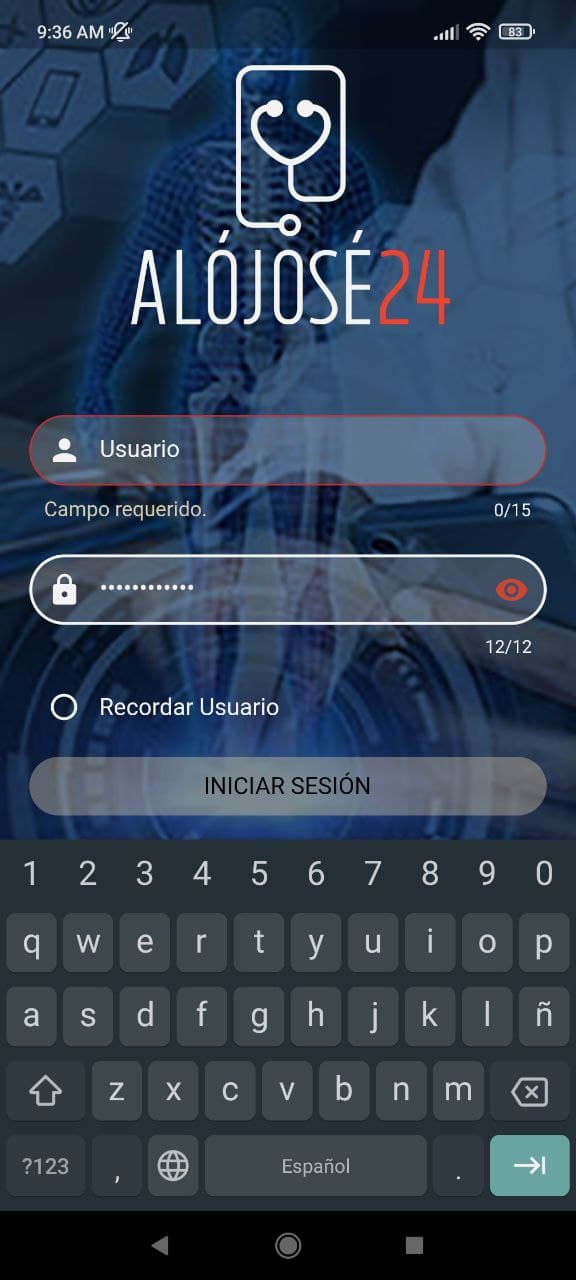 9:36 AM
83
ALÓJOSÉ24
Usuario
Campo requerido.
0/15
••••••••••••
12/12
Recordar Usuario
INICIAR SESIÓN
1 2 3 4 5 6 7 8 9 0
q w e r t y u i o p
a s d f g h j k l ñ
z x c v b n m
?123 , Español .